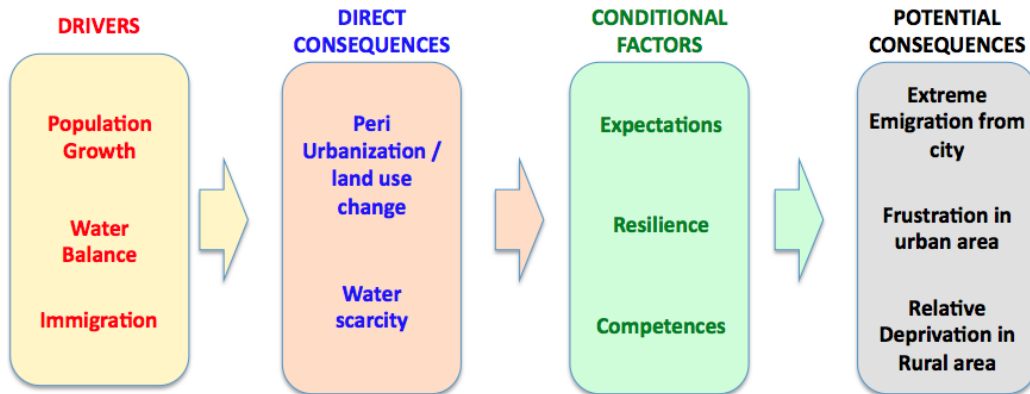 DRIVERS
Population
Growth
Water
Balance
Immigration
DIRECT
CONSEQUENCES
Peri
Urbanization /
land use
change
Water
scarcity
CONDITIONAL
FACTORS
Expectations
Resilience
Competences
POTENTIAL
CONSEQUENCES
Extreme
Emigration from
city
Frustration in
urban area
Relative
Deprivation in
Rural area